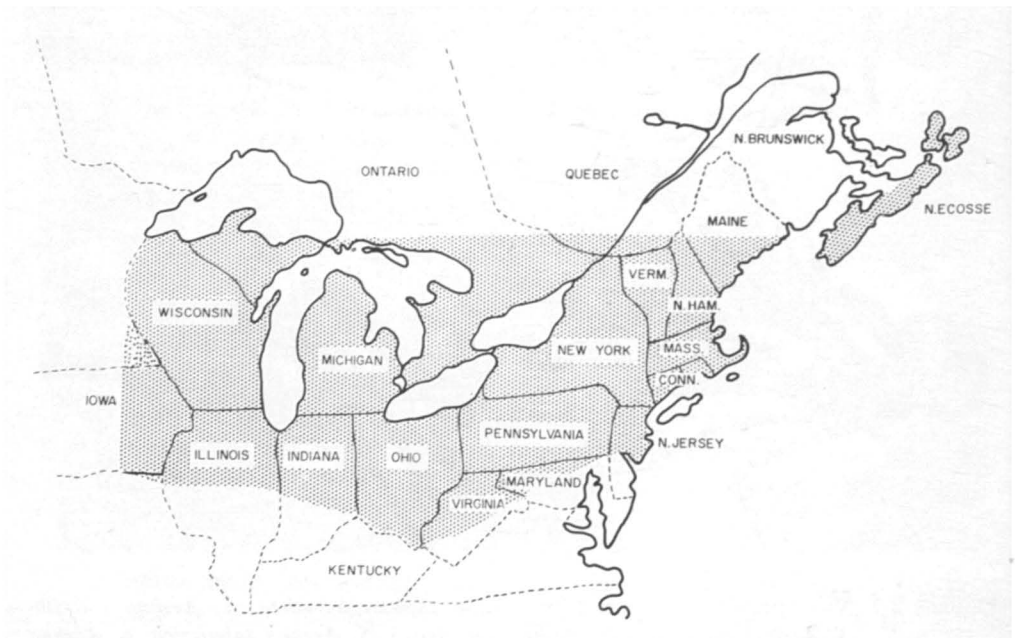 ONTARIO
QUEBEC
N. BRUNSWICK
N. ECOSSE
MAINE
VERM.
N. HAM.
WISCONSIN
MICHIGAN
NEW YORK
MASS.
CONN.
IOWA
ILLINOIS
INDIANA
OHIO
PENNSYLVANIA
N. JERSEY
MARYLAND
VIRGINIA
KENTUCKY